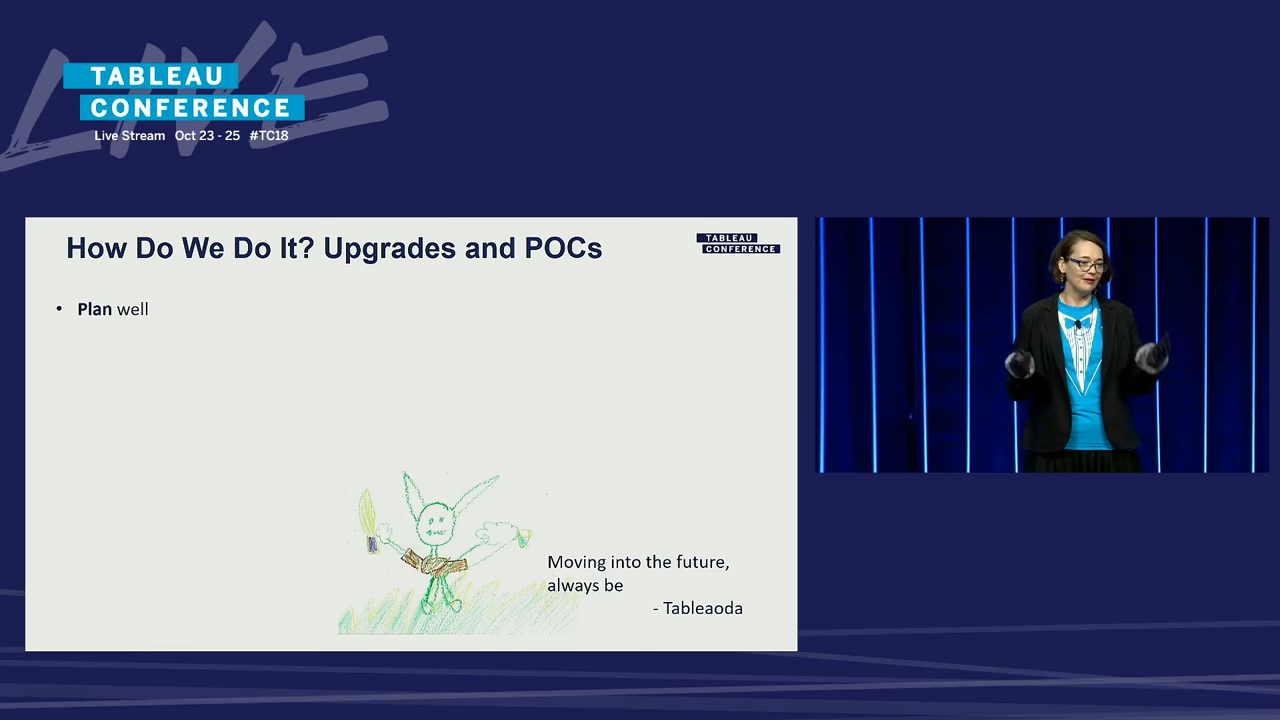 LIVE
TABLEAU
CONFERENCE
Live Stream Oct 23 - 25 #TC18
How Do We Do It? Upgrades and POCs
TABLEAU
CONFERENCE
• Plan well
Moving into the future,
always be
- Tableaoda